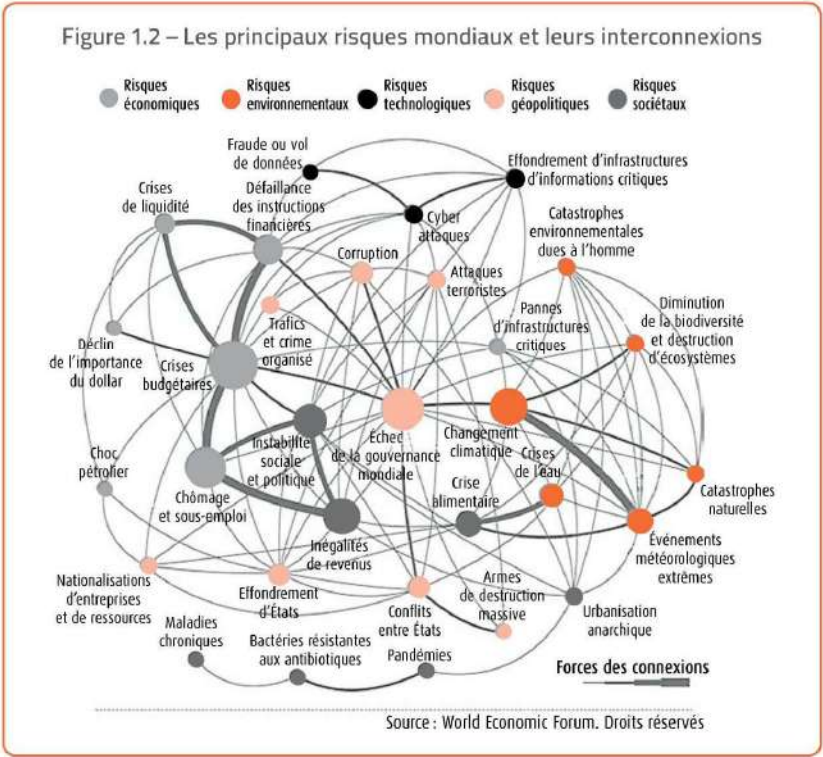 Figure 1.2 – Les principaux risques mondiaux et leurs interconnexions
Risques
économiques
Risques
environnementaux
Risques
technologiques
Risques
géopolitiques
Risques
sociétaux
Fraude ou vol
de données
Effondrement d'infrastructures
d'informations critiques
Crises
de liquidité
Défaillance
des instructions
financières
Cyber
attaques
Catastrophes
environnementales
dues à l'homme
Corruption
Attaques
terroristes
Trafics
et crime
organisé
Pannes
d'infrastructures
critiques
Diminution
de la biodiversité
et destruction
d'écosystèmes
Déclin
de l'importance
du dollar
Crises
budgétaires
Instabilité
sociale
et politique
Échec
de la gouvernance
mondiale
Changement
climatique
Crises
de l'eau
Choc
pétrolier
Chômage
et sous-emploi
Crise
alimentaire
Catastrophes
naturelles
Inégalités
de revenus
Événements
météorologiques
extrêmes
Nationalisations
d'entreprises
et de ressources
Effondrement
d'États
Conflits
entre États
Armes
de destruction
massive
Urbanisation
anarchique
Maladies
chroniques
Bactéries résistantes
aux antibiotiques
Pandémies
Forces des connexions
Source : World Economic Forum. Droits réservés